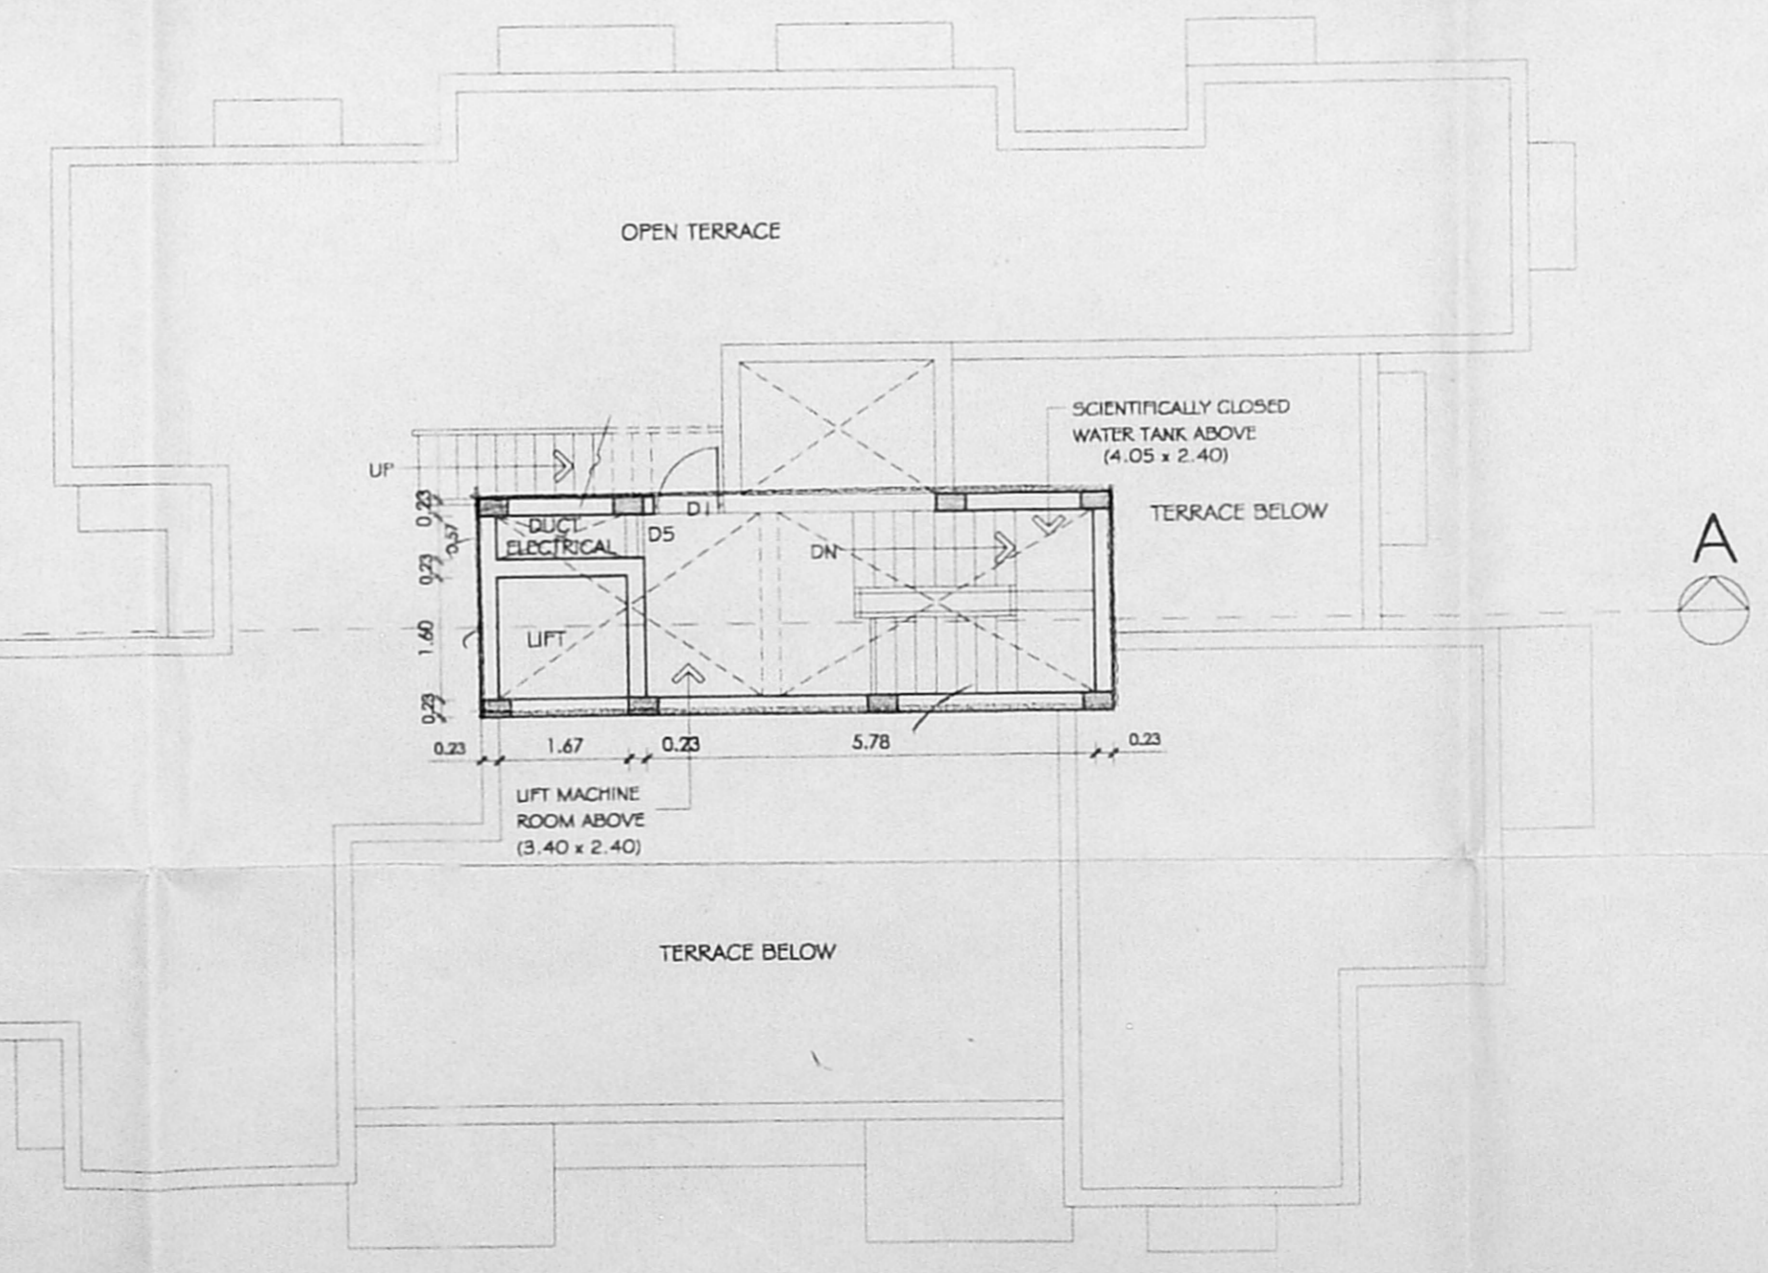 OPEN TERRACE
SCIENTIFICALLY CLOSED
WATER TANK ABOVE
(4.05 x 2.40)
UP
TERRACE BELOW
A
0.23
0.57
0.23
1.60
0.23
DUCT
ELECTRICAL
D5
D1
DN
LIFT
0.23
1.67
0.23
5.78
0.23
LIFT MACHINE
ROOM ABOVE
(3.40 x 2.40)
TERRACE BELOW